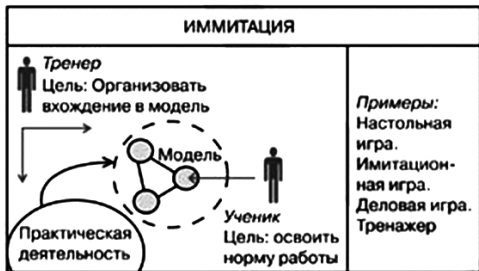 ИММИТАЦИЯ
Тренер
Цель: Организовать
вхождение в модель
Модель
Ученик
Цель: освоить
норму работы
Практическая
деятельность
Примеры:
Настольная
игра.
Имитацион-
ная игра.
Деловая игра.
Тренажер